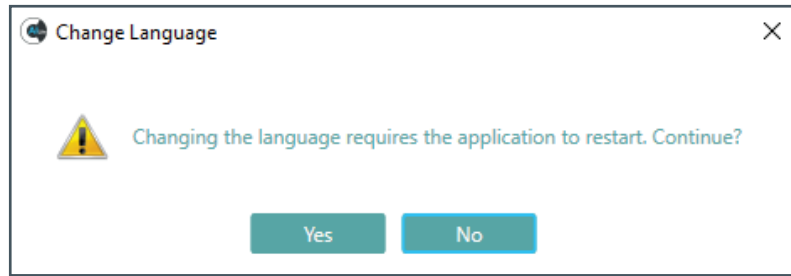 Change Language
Changing the language requires the application to restart. Continue?
Yes
No